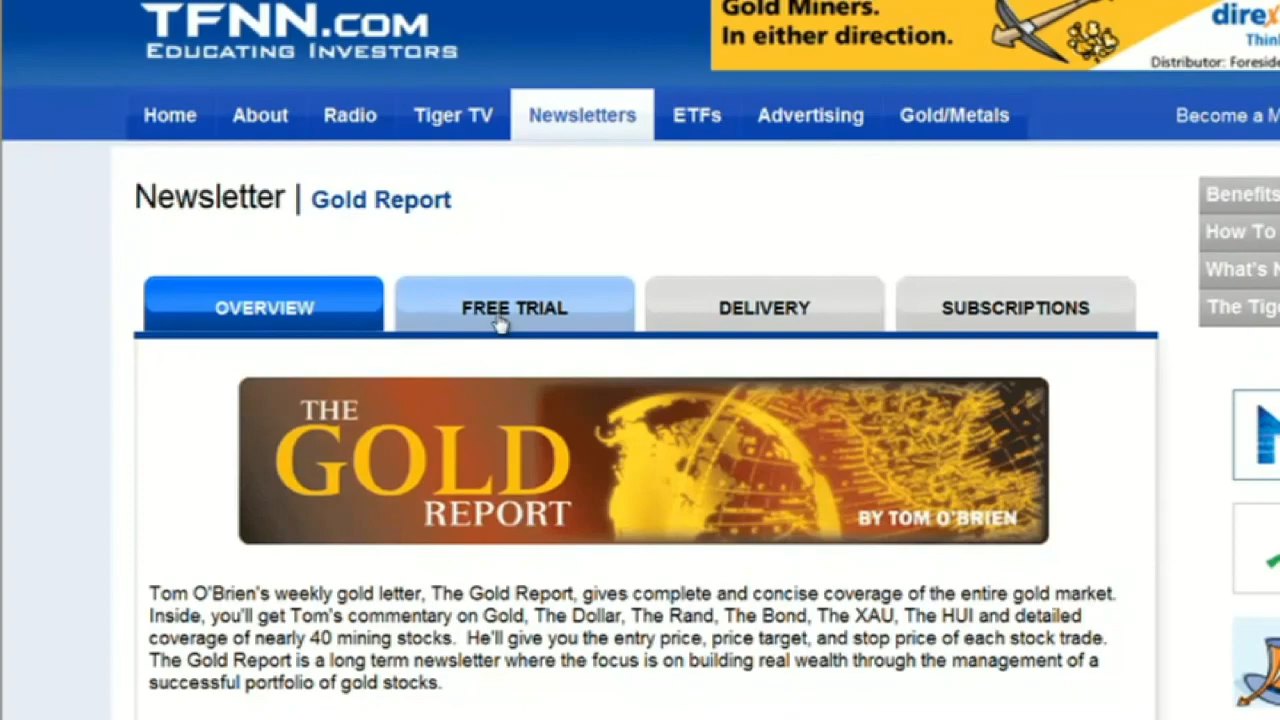 TFNN.COM
EDUCATING INVESTORS
Gold Miners.
In either direction.
Distributor:
Home About Radio Tiger TV Newsletters ETFs Advertising Gold/Metals Become a
Newsletter | Gold Report
Benefits
How To
What's
The
OVERVIEW FREE TRIAL DELIVERY SUBSCRIPTIONS
THE
GOLD
REPORT
BY TOM O'BRIEN
Tom O'Brien's weekly gold letter, The Gold Report, gives complete and concise coverage of the entire gold market.
Inside, you'll get Tom's commentary on Gold, The Dollar, The Rand, The Bond, The XAU, The HUI and detailed
coverage of nearly 40 mining stocks. He'll give you the entry price, price target, and stop price of each stock trade.
The Gold Report is a long term newsletter where the focus is on building real wealth through the management of a
successful portfolio of gold stocks.